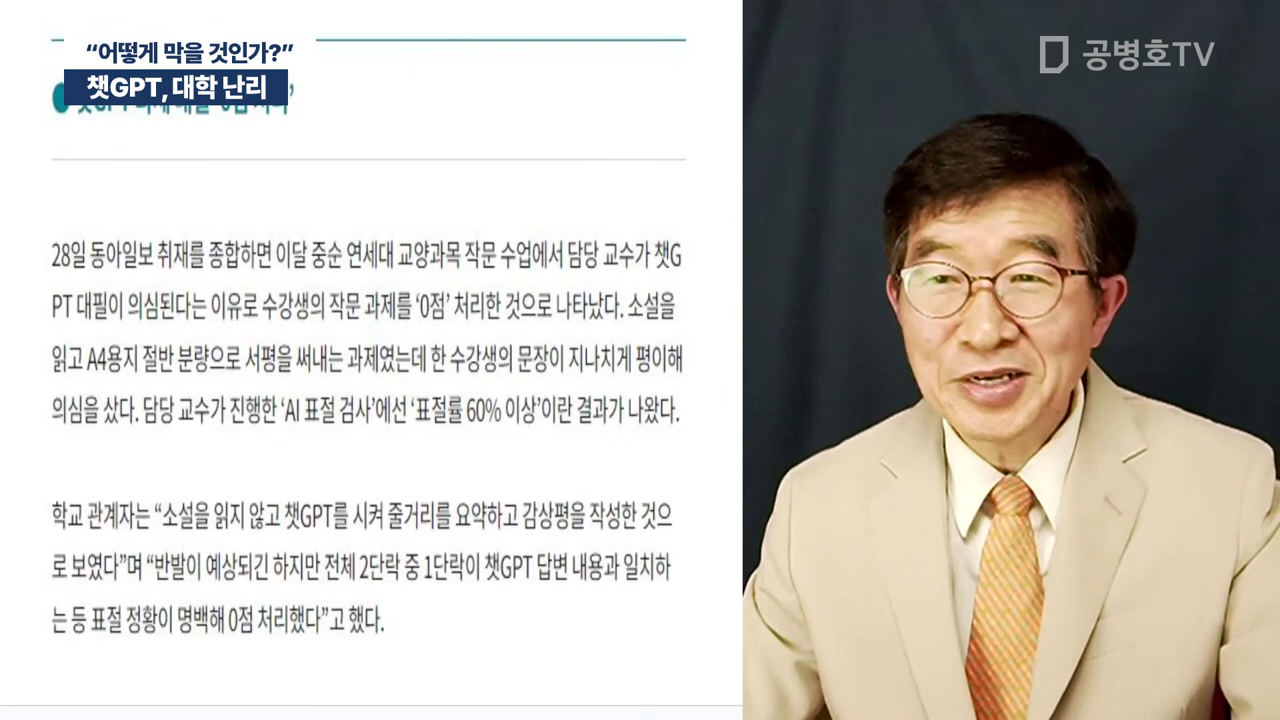 “어떻게 막을 것인가?”
챗GPT, 대학 난리
공병호TV
28일 동아일보 취재를 종합하면 이달 중순 연세대 교양과목 작문 수업에서 담당 교수가 챗G
PT 대필이 의심된다는 이유로 수강생의 작문 과제를 ‘0점’ 처리한 것으로 나타났다. 소설을
읽고 A4용지 절반 분량으로 서평을 써내는 과제였는데 한 수강생의 문장이 지나치게 평이해
의심을 샀다. 담당 교수가 진행한 ‘AI 표절 검사’에선 ‘표절률 60% 이상’이란 결과가 나왔다.
학교 관계자는 “소설을 읽지 않고 챗GPT를 시켜 줄거리를 요약하고 감상평을 작성한 것으
로 보였다”며 “반발이 예상되긴 하지만 전체 2단락 중 1단락이 챗GPT 답변 내용과 일치하
는 등 표절 정황이 명백해 0점 처리했다”고 했다.